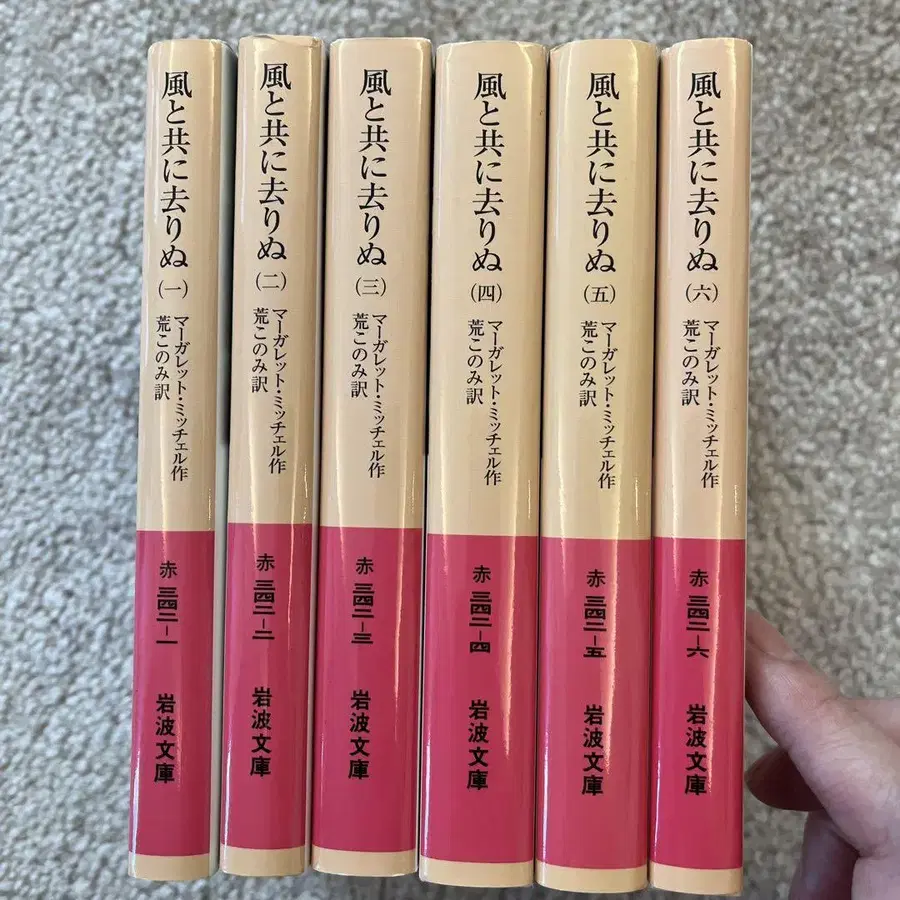 風と共に去りぬ(一)
マーガレット・ミッチェル作
荒このみ訳
赤三四二-一
岩波文庫
風と共に去りぬ(二)
マーガレット・ミッチェル作
荒このみ訳
赤三四二-二
岩波文庫
風と共に去りぬ(三)
マーガレット・ミッチェル作
荒このみ訳
赤三四二-三
岩波文庫
風と共に去りぬ(四)
マーガレット・ミッチェル作
荒このみ訳
赤三四二-四
岩波文庫
風と共に去りぬ(五)
マーガレット・ミッチェル作
荒このみ訳
赤三四二-五
岩波文庫
風と共に去りぬ(六)
マーガレット・ミッチェル作
荒このみ訳
赤三四二-六
岩波文庫